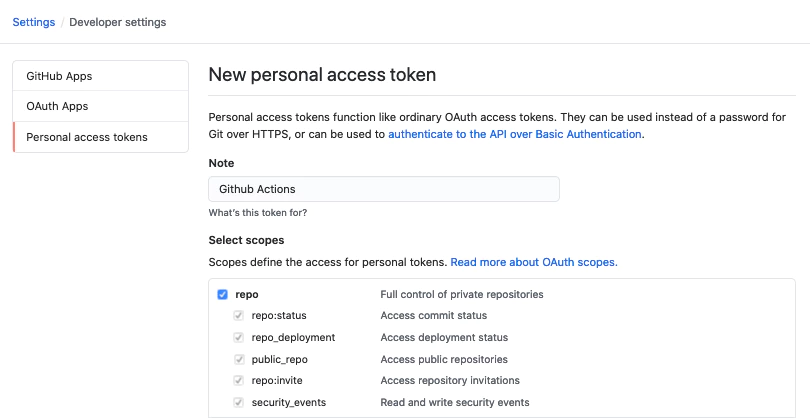 Settings / Developer settings
GitHub Apps
OAuth Apps
Personal access tokens
New personal access token
Personal access tokens function like ordinary OAuth access tokens. They can be used instead of a password for
Git over HTTPS, or can be used to authenticate to the API over Basic Authentication.
Note
Github Actions
What's this token for?
Select scopes
Scopes define the access for personal tokens. Read more about OAuth scopes.
repo Full control of private repositories
repo:status Access commit status
repo_deployment Access deployment status
public_repo Access public repositories
repo:invite Access repository invitations
security_events Read and write security events